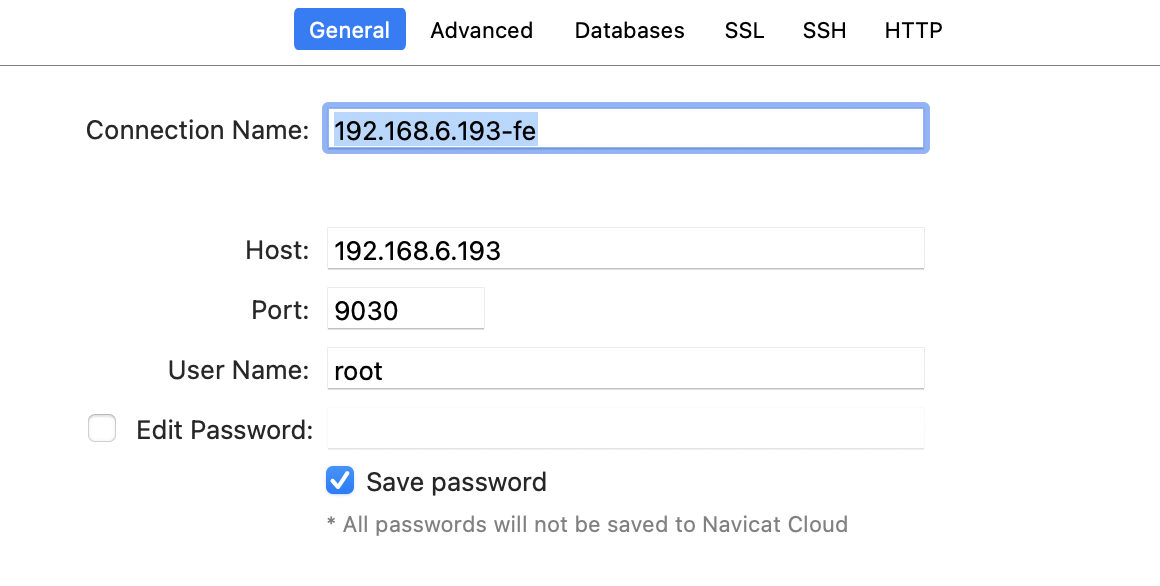 General Advanced Databases SSL SSH HTTP
Connection Name: 192.168.6.193-fe
Host: 192.168.6.193
Port: 9030
User Name: root
Edit Password:
Save password
* All passwords will not be saved to Navicat Cloud